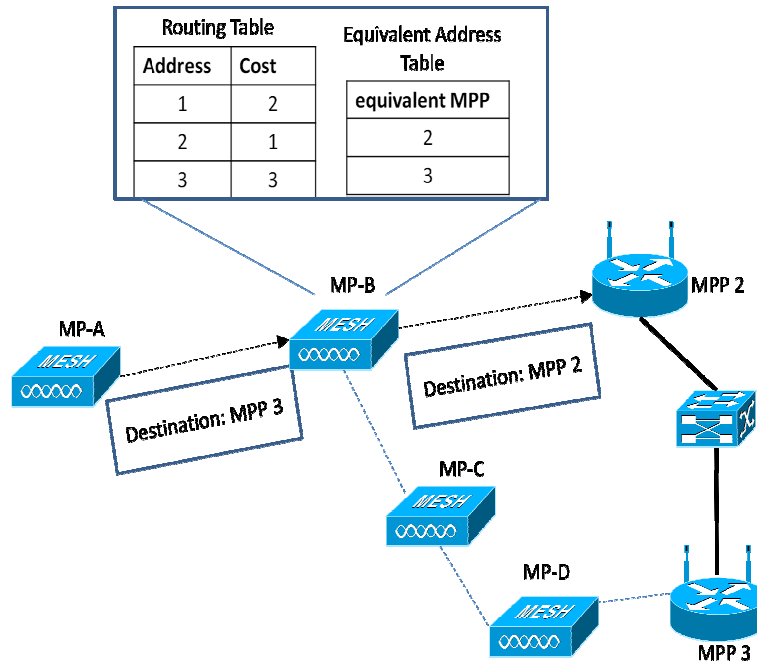 Routing Table
Address Cost
1 2
2 1
3 3
Equivalent Address
Table
equivalent MPP
2
3
MPP 2
MP-B
MESH
MP-A
MESH
Destination: MPP 2
Destination: MPP 3
MP-C
MESH
MP-D
MESH
MPP 3